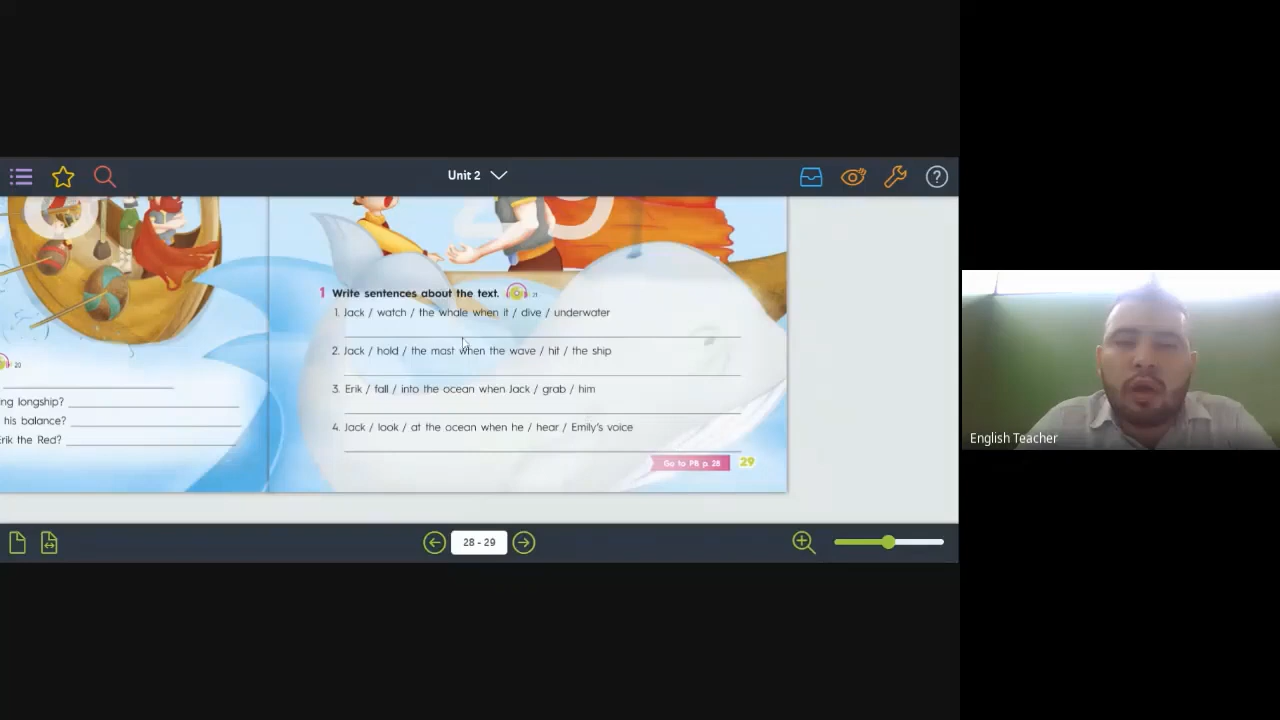 Unit 2
?
1 Write sentences about the text. 21
1. Jack / watch / the whale when it / dive / underwater
2. Jack / hold / the mast when the wave / hit / the ship
3. Erik / fall / into the ocean when Jack / grab / him
4. Jack / look / at the ocean when he / hear / Emily's voice
Go to PB p. 28 29
20
ng longship?
his balance?
Erik the Red?
English Teacher
28 - 29